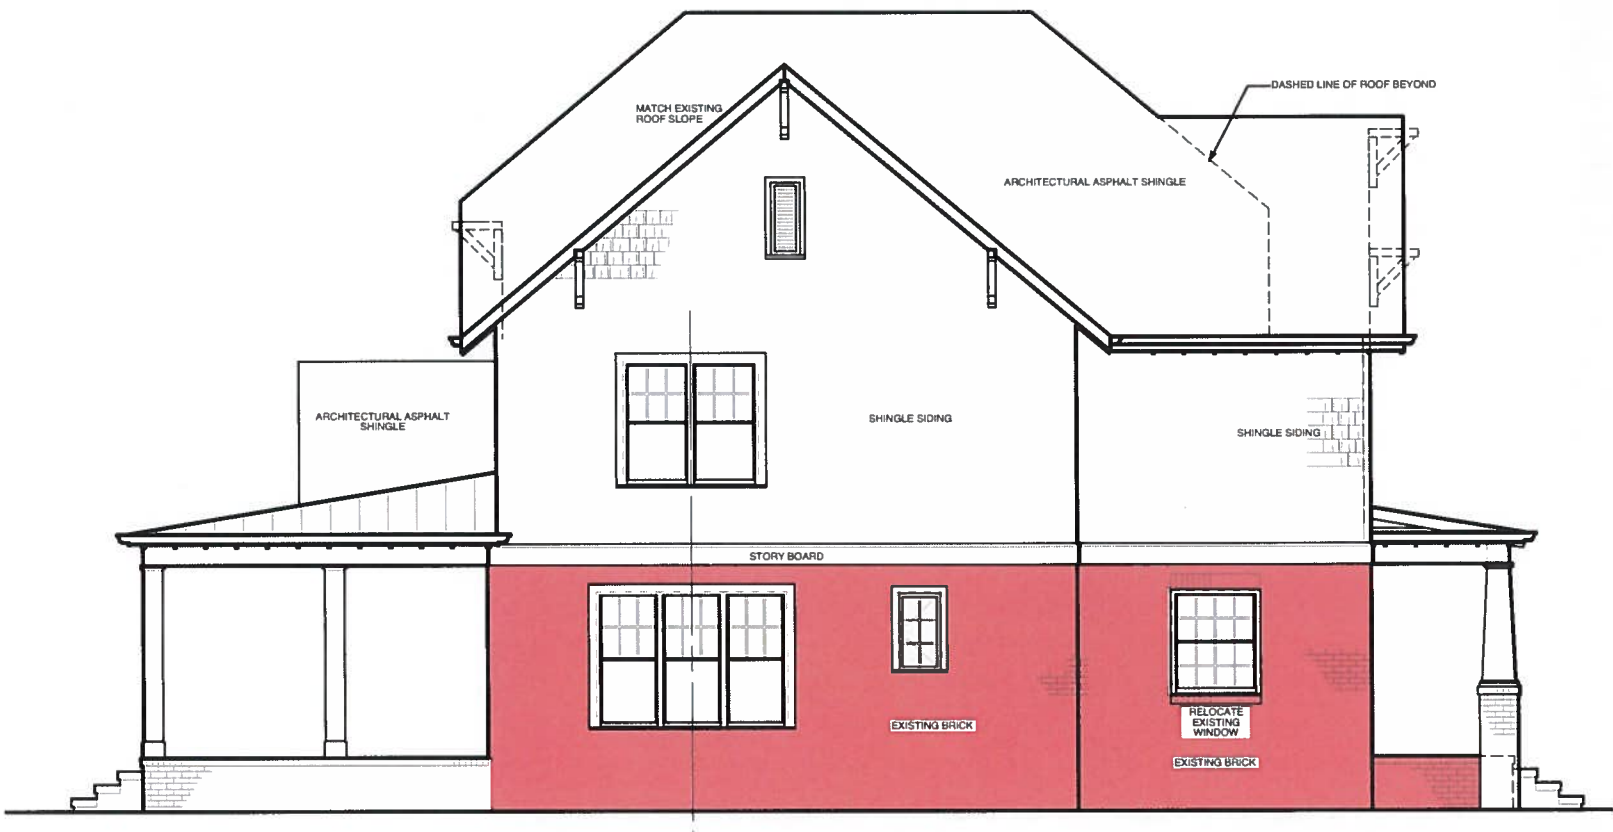 DASHED LINE OF ROOF BEYOND
MATCH EXISTING
ROOF SLOPE
ARCHITECTURAL ASPHALT SHINGLE
ARCHITECTURAL ASPHALT
SHINGLE
SHINGLE SIDING
SHINGLE SIDING
STORY BOARD
EXISTING BRICK
RELOCATE
EXISTING
WINDOW
EXISTING BRICK